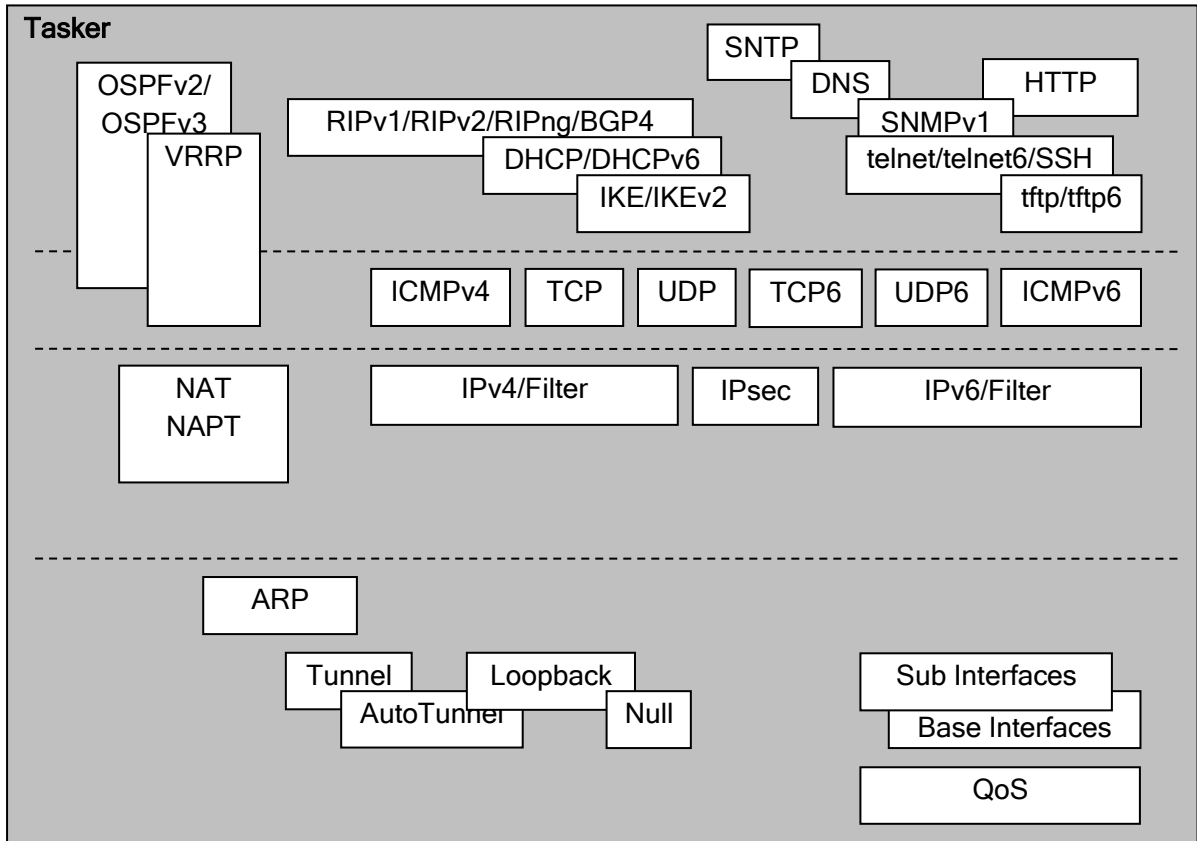 Tasker
SNTP
OSPFv2/
OSPFv3
DNS
HTTP
RIPv1/RIPv2/RIPng/BGP4
SNMPv1
VRRP
DHCP/DHCPv6
telnet/telnet6/SSH
IKE/IKEv2
tftp/tftp6
ICMPv4
TCP
UDP
TCP6
UDP6
ICMPv6
NAT
NAPT
IPv4/Filter
IPsec
IPv6/Filter
ARP
Tunnel
Loopback
Sub Interfaces
AutoTunnel
Null
Base Interfaces
QoS